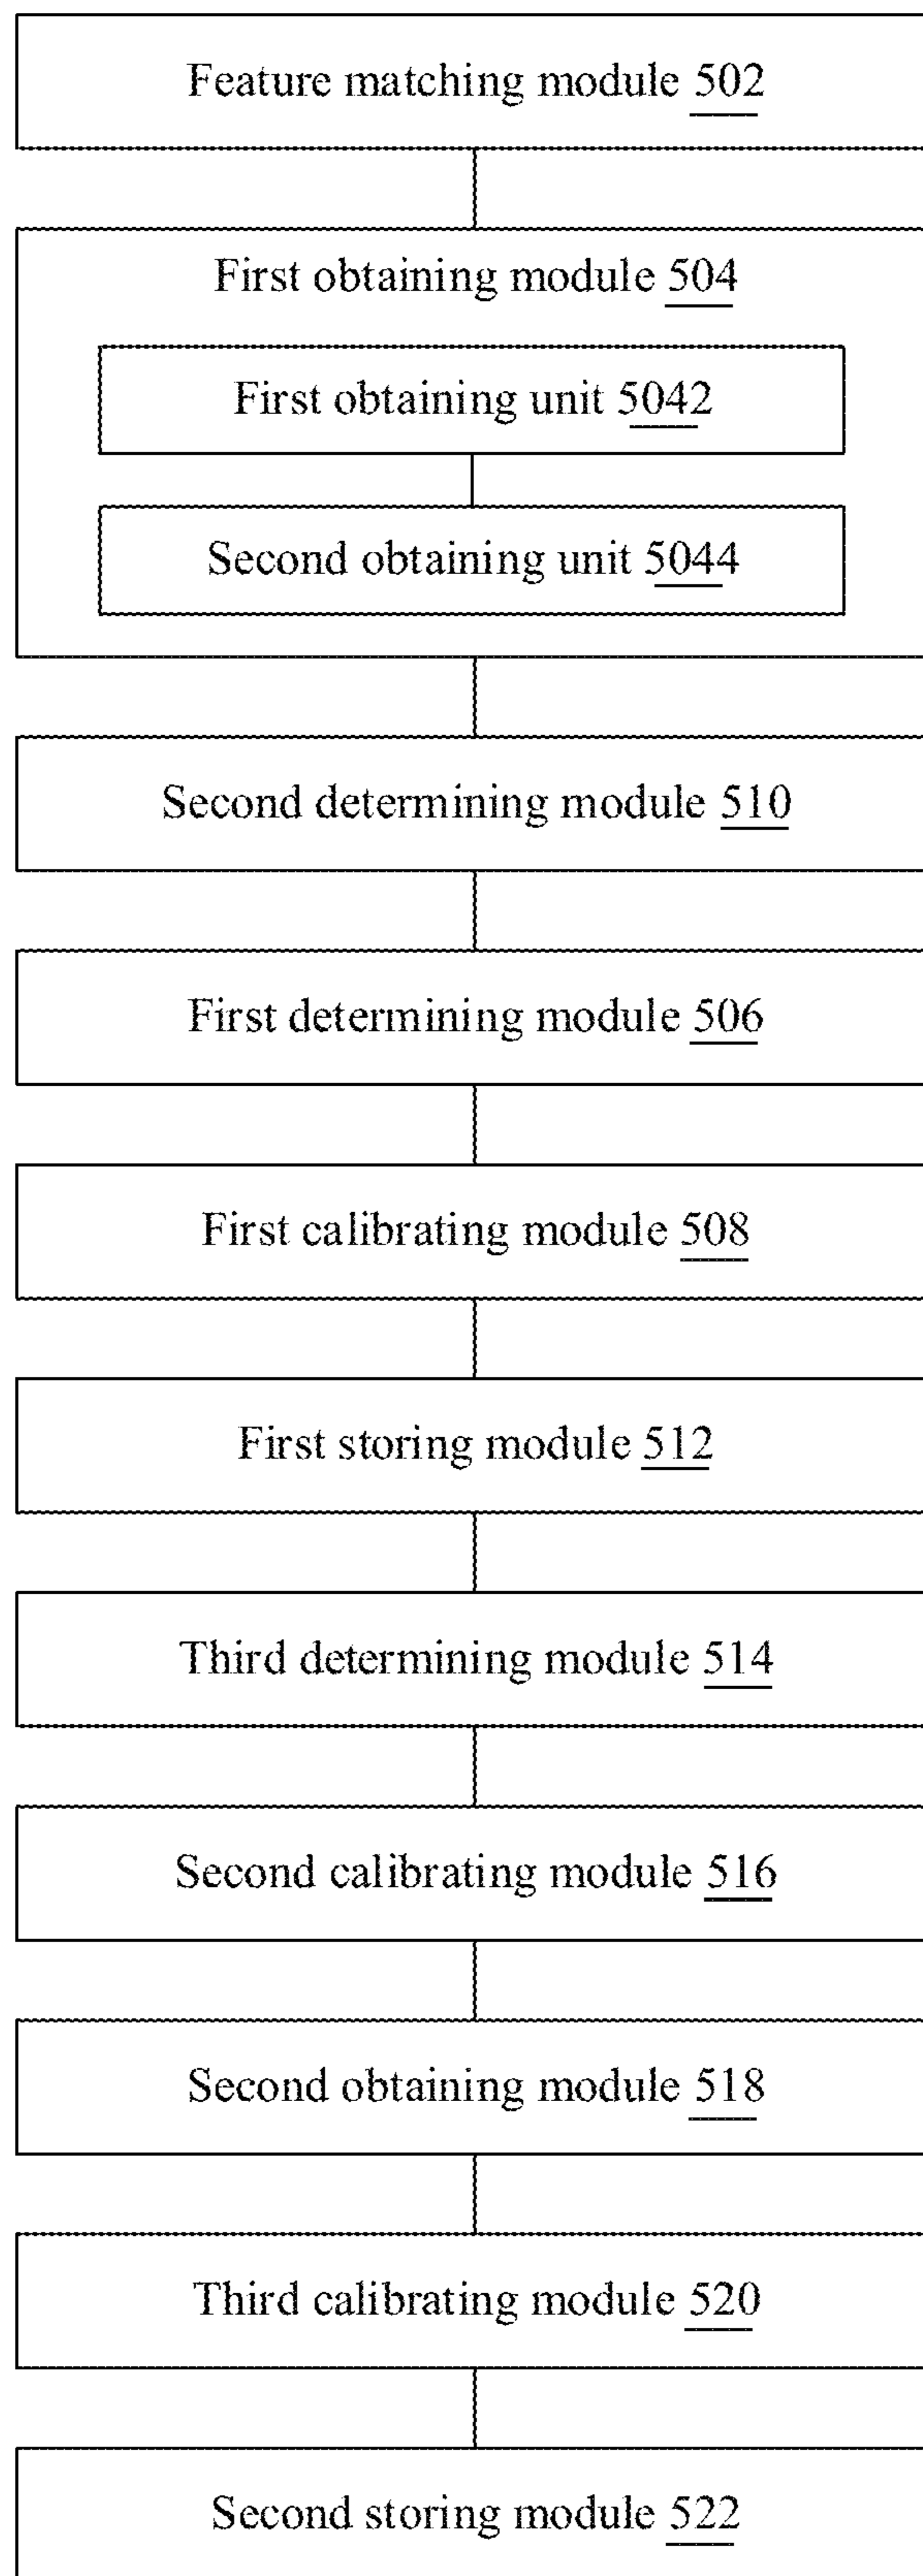 Feature matching module 502
First obtaining module 504
First obtaining unit 5042
Second obtaining unit 5044
Second determining module 510
First determining module 506
First calibrating module 508
First storing module 512
Third determining module 514
Second calibrating module 516
Second obtaining module 518
Third calibrating module 520
Second storing module 522